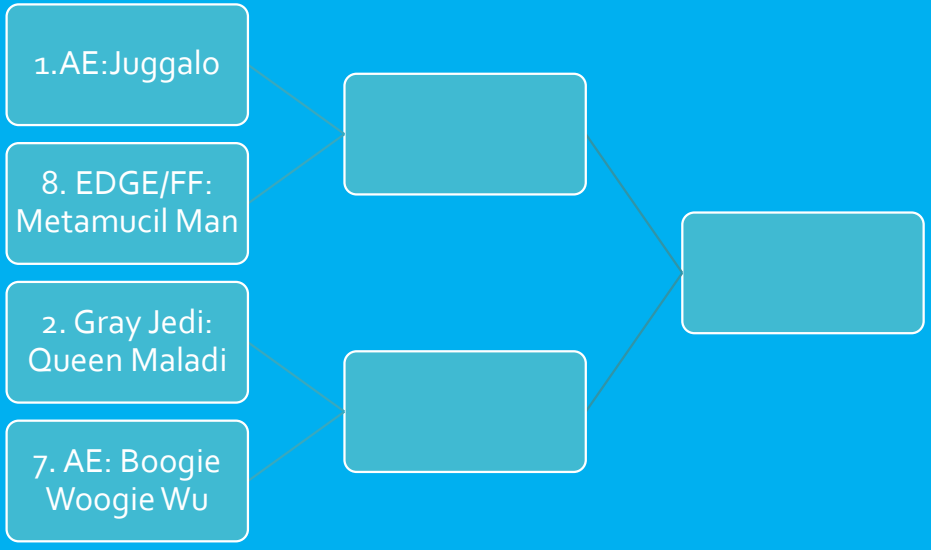 1.AE:Juggalo
8. EDGE/FF:
Metamucil Man
2. Gray Jedi:
Queen Maladi
7. AE: Boogie
Woogie Wu